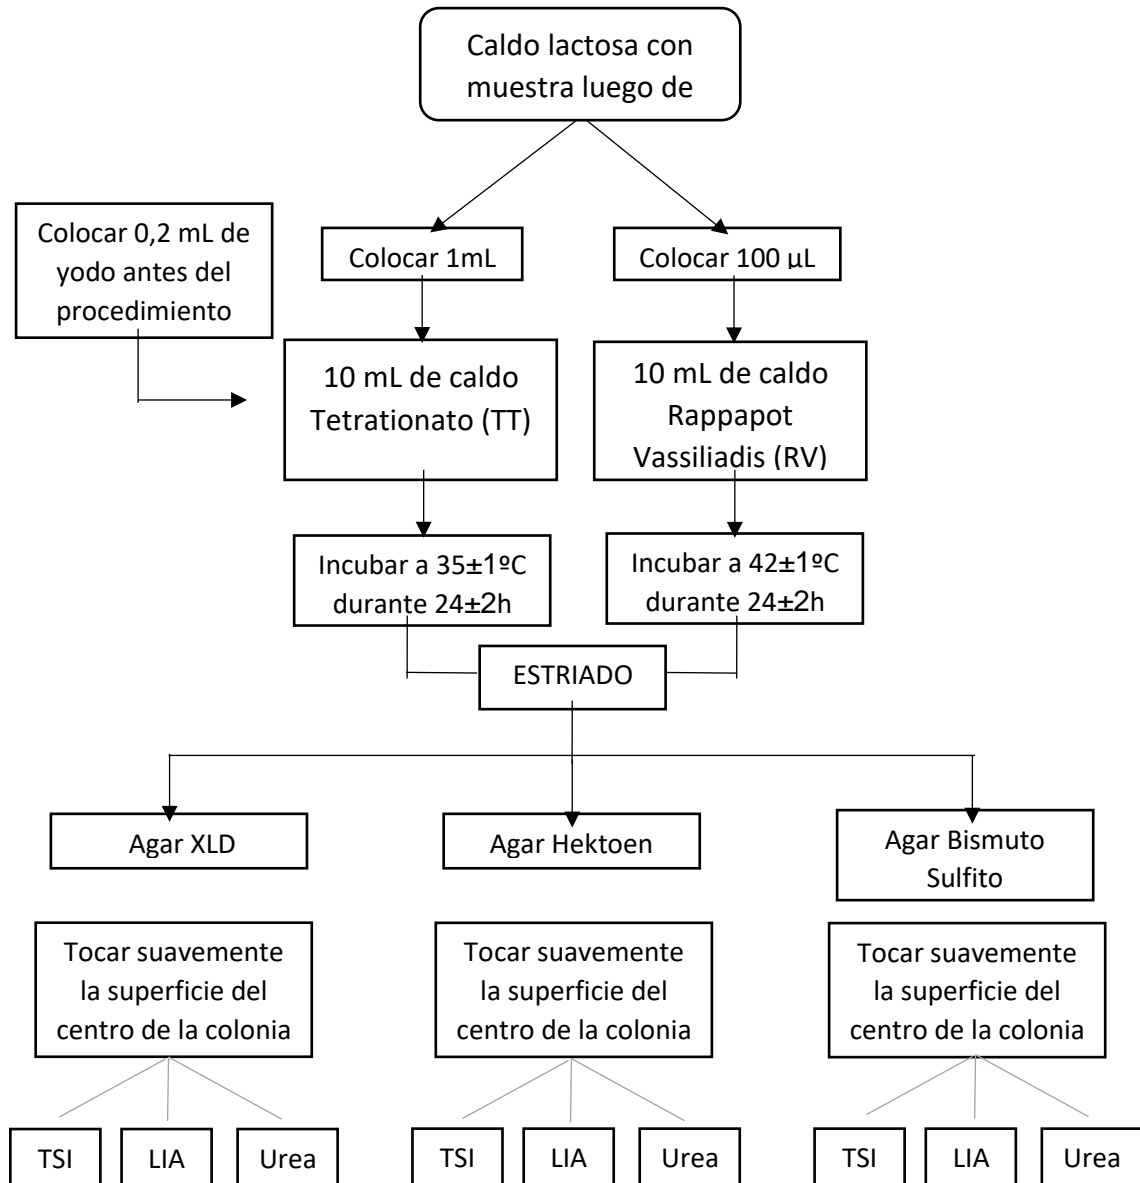 Caldo lactosa con
muestra luego de
Colocar 0,2 mL de
yodo antes del
procedimiento
Colocar 1mL
Colocar 100 µL
10 mL de caldo
Tetrationato (TT)
10 mL de caldo
Rappapot
Vassiliadis (RV)
Incubar a 35±1ºC
durante 24±2h
Incubar a 42±1ºC
durante 24±2h
ESTRIADO
Agar XLD
Agar Hektoen
Agar Bismuto
Sulfito
Tocar suavemente
la superficie del
centro de la colonia
Tocar suavemente
la superficie del
centro de la colonia
Tocar suavemente
la superficie del
centro de la colonia
TSI
LIA
Urea
TSI
LIA
Urea
TSI
LIA
Urea